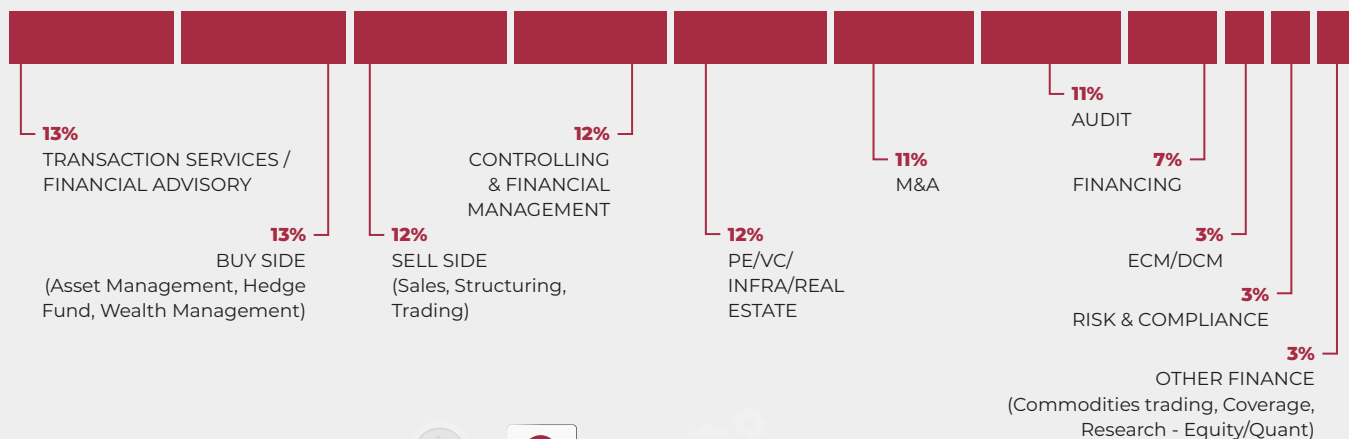 13%
TRANSACTION SERVICES /
FINANCIAL ADVISORY
13%
BUY SIDE
(Asset Management, Hedge
Fund, Wealth Management)
12%
SELL SIDE
(Sales, Structuring,
Trading)
12%
CONTROLLING
& FINANCIAL
MANAGEMENT
12%
PE/VC/
INFRA/REAL
ESTATE
11%
M&A
11%
AUDIT
7%
FINANCING
3%
ECM/DCM
3%
RISK & COMPLIANCE
3%
OTHER FINANCE
(Commodities trading, Coverage,
Research - Equity/Quant)